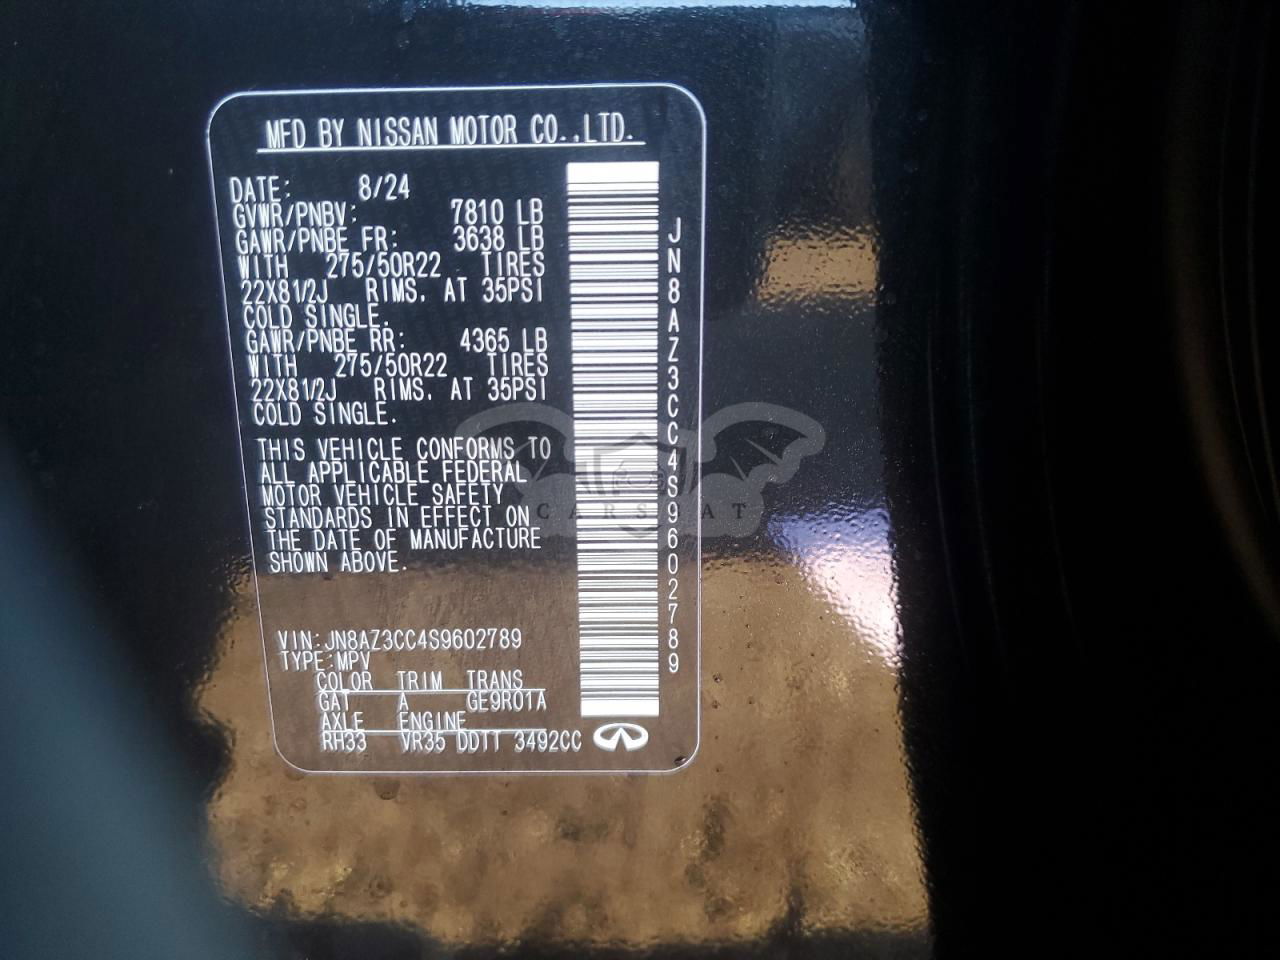 MFD BY NISSAN MOTOR CO.,LTD.
DATE: 8/24
GVWR/PNBV: 7810 LB
GAWR/PNBE FR: 3638 LB
WITH 275/50R22 TIRES
22X81/2J RIMS. AT 35PSI
COLD SINGLE.
GAWR/PNBE RR: 4365 LB
WITH 275/50R22 TIRES
22X81/2J RIMS. AT 35PSI
COLD SINGLE.
THIS VEHICLE CONFORMS TO
ALL APPLICABLE FEDERAL
MOTOR VEHICLE SAFETY
STANDARDS IN EFFECT ON
THE DATE OF MANUFACTURE
SHOWN ABOVE.
VIN:JN8AZ3CC4S9602789
TYPE:MPV
COLOR TRIM TRANS
GAT A GE9R01A
AXLE ENGINE
RH33 VR35 DDTT 3492CC
JN8AZ3CC4S9602789